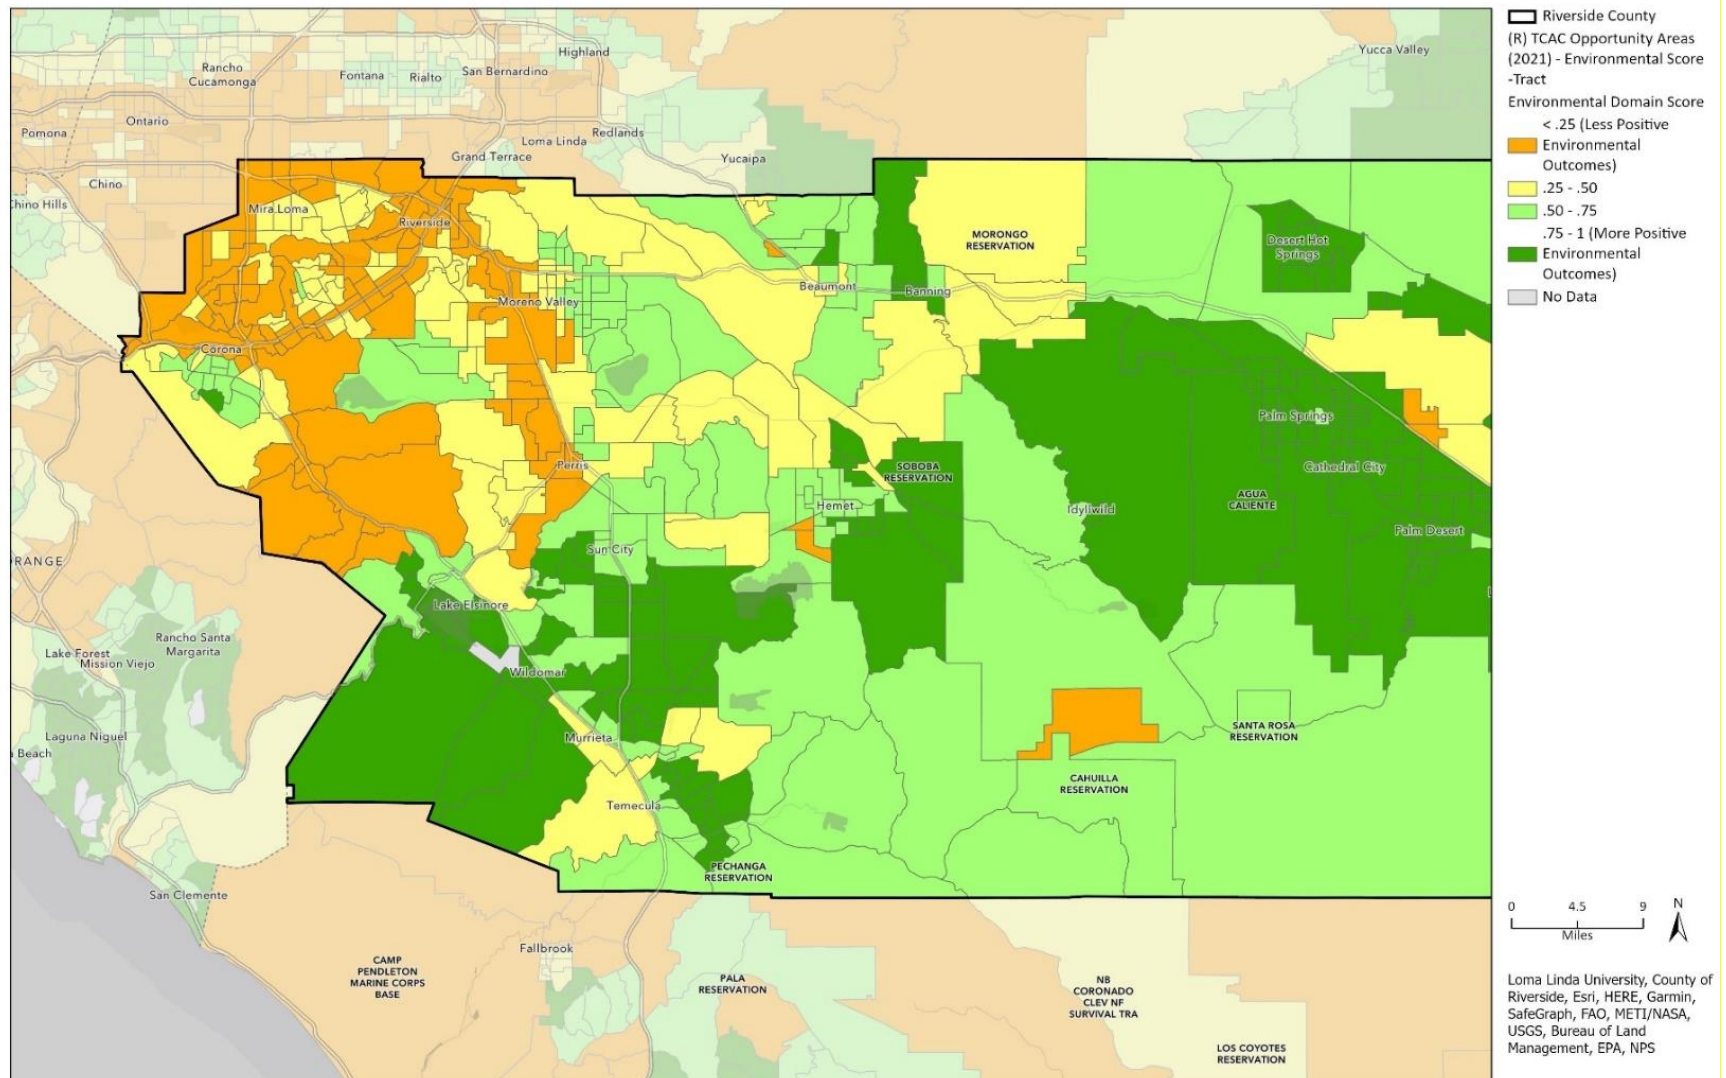 Highland
Yucca Valley
Rancho
Cucamonga
Fontana
Rialto
San Bernardino
Pomona
Ontario
Loma Linda
Redlands
Grand Terrace
Yucaipa
Chino
Chino Hills
Mira Loma
Riverside
MORONGO
RESERVATION
Desert Hot
Springs
Beaumont
Banning
Moreno Valley
Corona
Palm Springs
Perris
SOBOBA
RESERVATION
Cathedral City
Hemet
Idyllwild
AGUA
CALIENTE
Palm Desert
Sun City
ORANGE
Lake Elsinore
Rancho Santa
Margarita
Lake Forest
Mission Viejo
Wildomar
Laguna Niguel
a Beach
Murrieta
SANTA ROSA
RESERVATION
CAHUILLA
RESERVATION
Temecula
PECHANGA
RESERVATION
San Clemente
Fallbrook
CAMP
PENDLETON
MARINE CORPS
BASE
PALA
RESERVATION
NB
CORONADO
CLEV NF
SURVIVAL TRA
LOS COYOTES
RESERVATION
Riverside County
(R) TCAC Opportunity Areas
(2021) - Environmental Score
-Tract
Environmental Domain Score
< .25 (Less Positive
Environmental
Outcomes)
.25 - .50
.50 - .75
.75 - 1 (More Positive
Environmental
Outcomes)
No Data
0 4.5 9
Miles
N
Loma Linda University, County of
Riverside, Esri, HERE, Garmin,
SafeGraph, FAO, METI/NASA,
USGS, Bureau of Land
Management, EPA, NPS